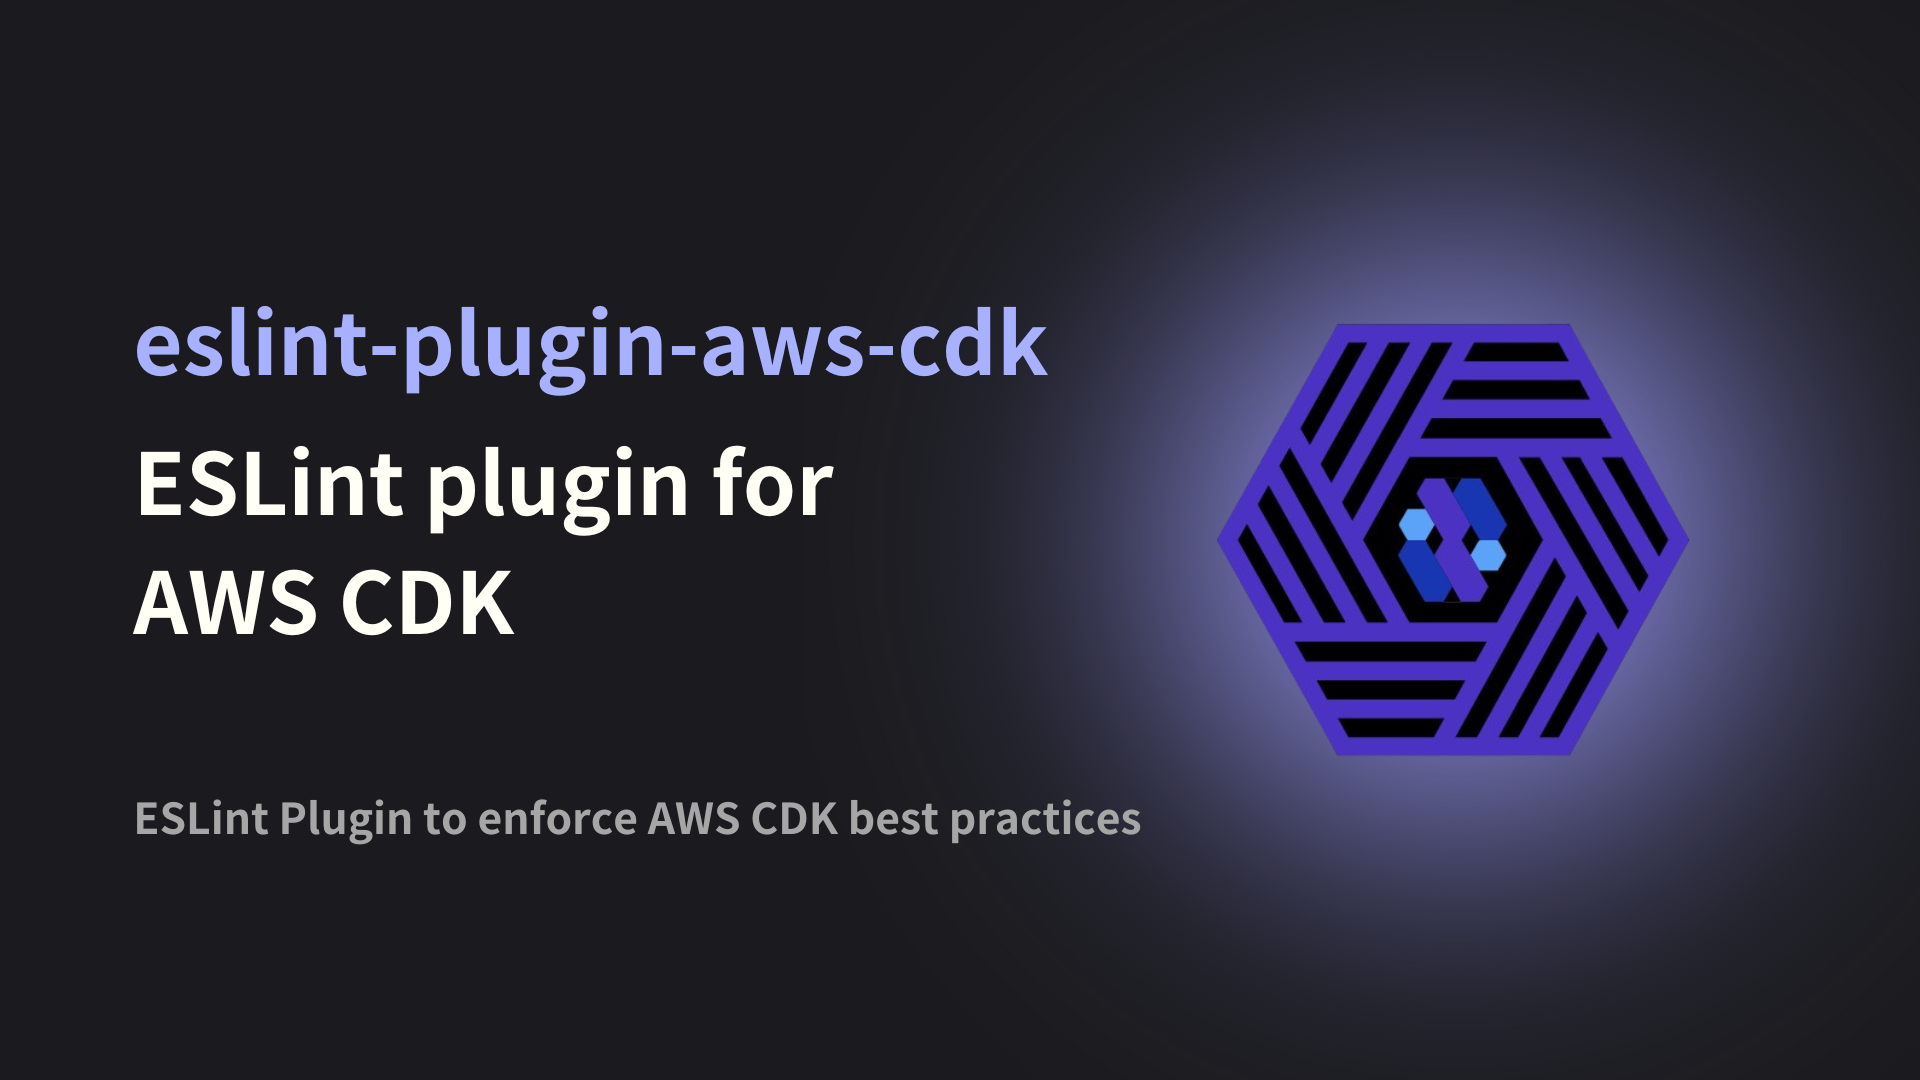 eslint-plugin-aws-cdk
ESLint plugin for
AWS CDK
ESLint Plugin to enforce AWS CDK best practices